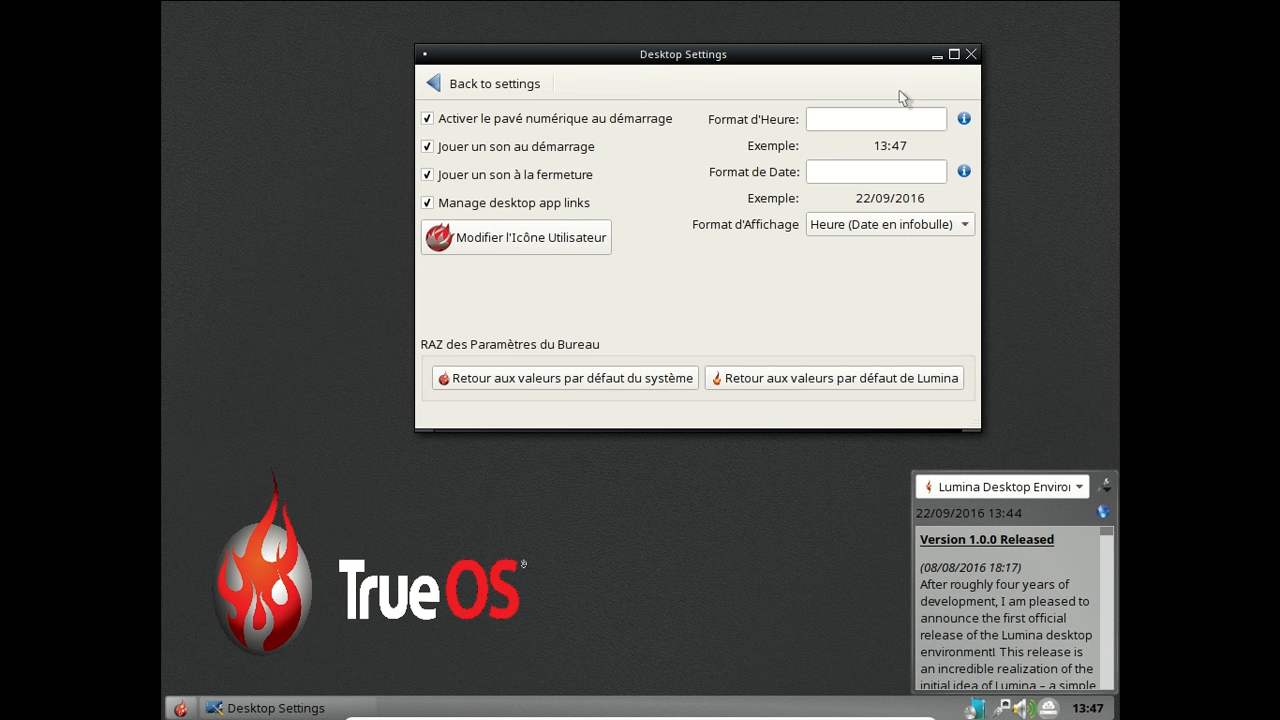 Desktop Settings
Back to settings
Activer le pavé numérique au démarrage
Jouer un son au démarrage
Jouer un son à la fermeture
Manage desktop app links
Modifier l'Icône Utilisateur
Format d'Heure:
Exemple: 13:47
Format de Date:
Exemple: 22/09/2016
Format d'Affichage Heure (Date en infobulle)
RAZ des Paramètres du Bureau
Retour aux valeurs par défaut du système
Retour aux valeurs par défaut de Lumina
TrueOS®
Lumina Desktop Enviro
22/09/2016 13:44
Version 1.0.0 Released
(08/08/2016 18:17)
After roughly four years of
development, I am pleased to
announce the first official
release of the Lumina desktop
environment! This release is
an incredible realization of the
initial idea of Lumina – a simple
Desktop Settings
13:47